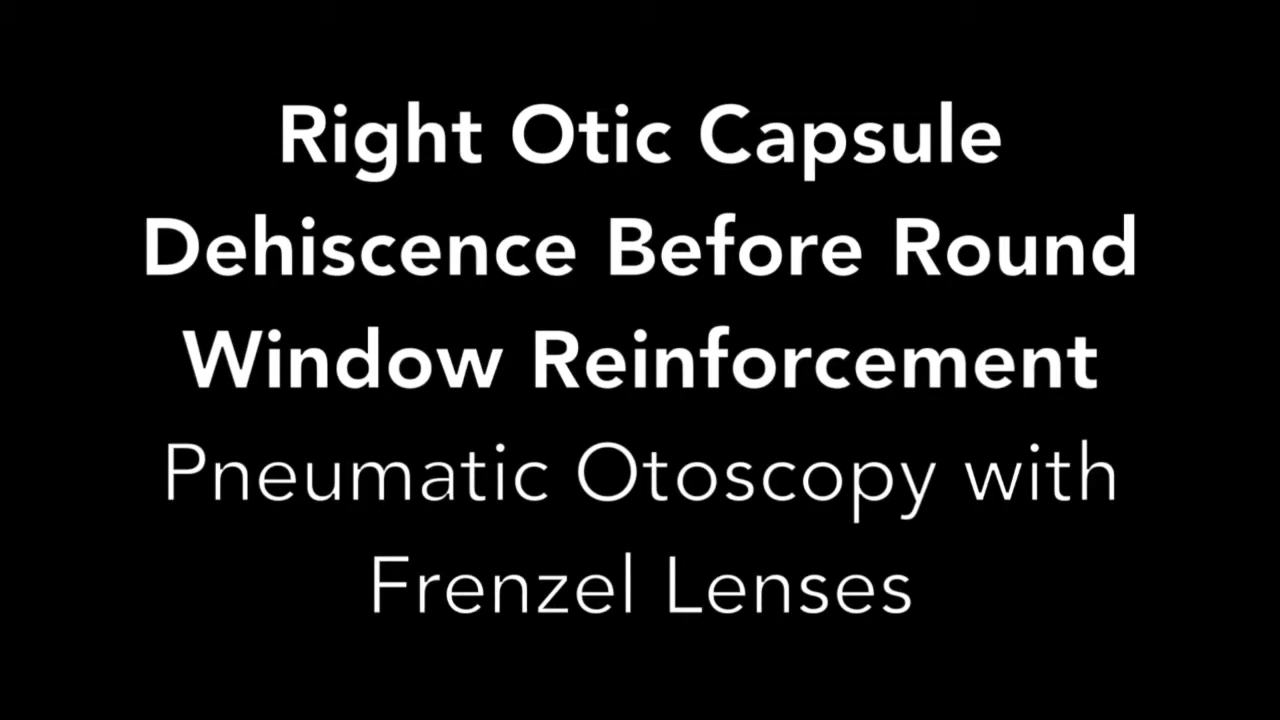 Right Otic Capsule
Dehiscence Before Round
Window Reinforcement
Pneumatic Otoscopy with
Frenzel Lenses